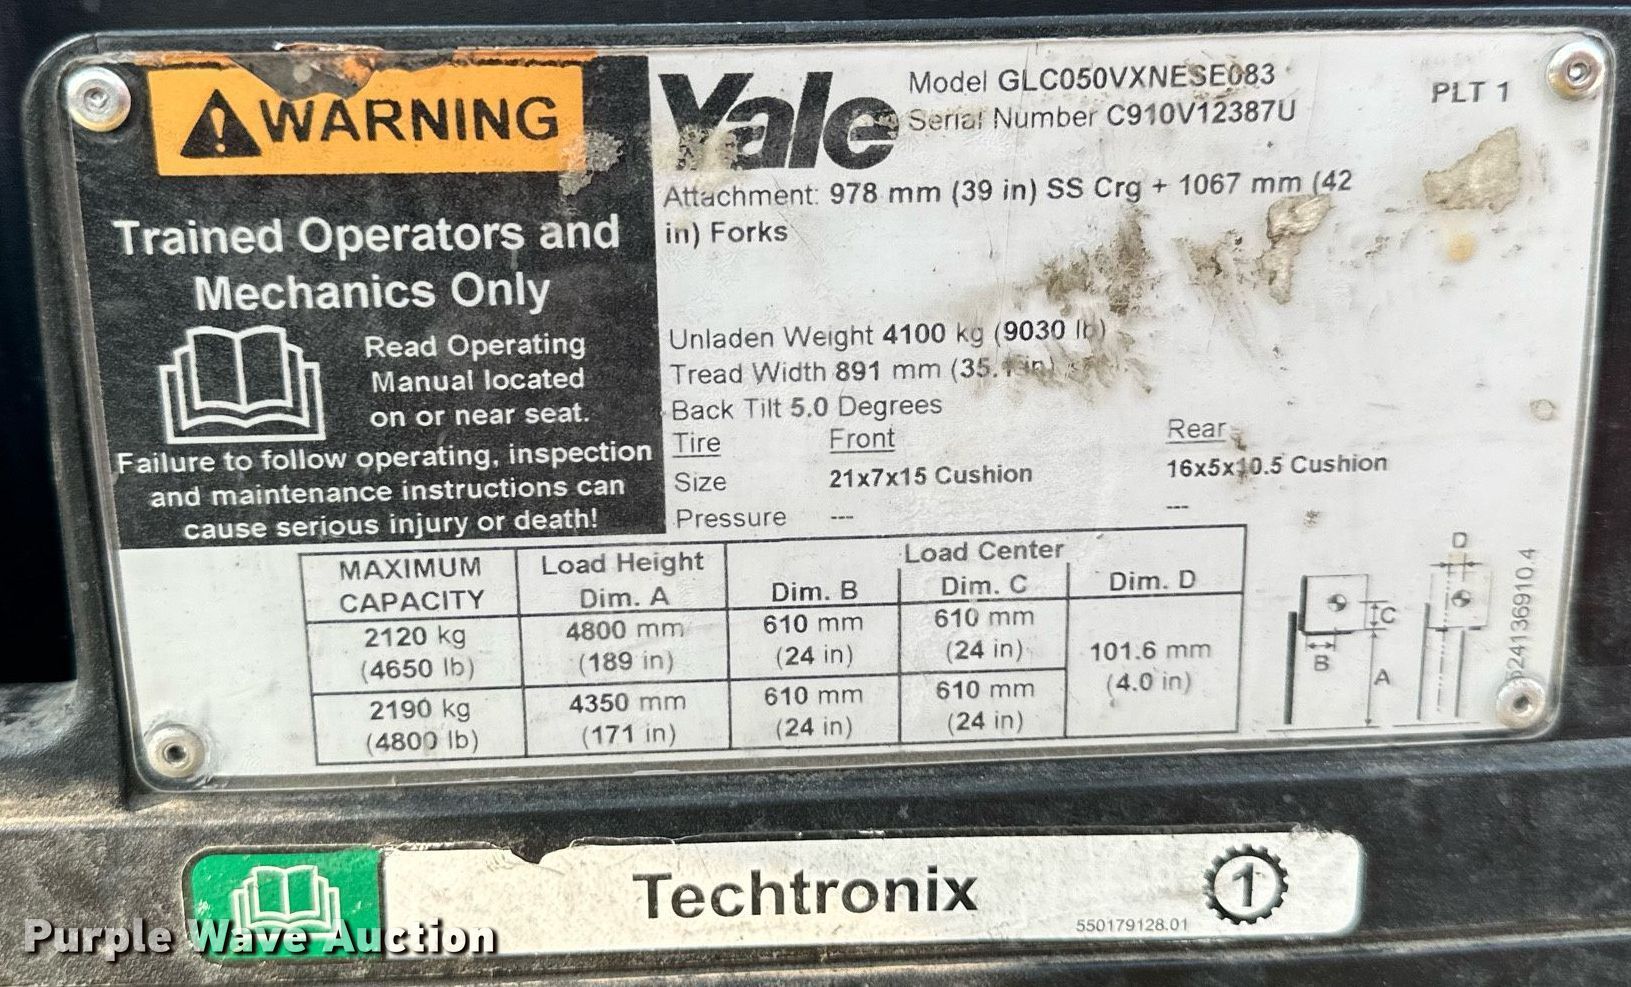 WARNING
Trained Operators and
Mechanics Only
Read Operating
Manual located
on or near seat.
Failure to follow operating, inspection
and maintenance instructions can
cause serious injury or death!
Yale
Model GLC050VXNESE083
Serial Number C910V12387U
PLT 1
Attachment: 978 mm (39 in) SS Crg + 1067 mm (42
in) Forks
Unladen Weight 4100 kg (9030 lb)
Tread Width 891 mm (35.1 in)
Back Tilt 5.0 Degrees
Tire Front Rear
Size 21x7x15 Cushion 16x5x10.5 Cushion
Pressure --- ---
MAXIMUM CAPACITY
Load Height Dim. A
Load Center
Dim. B Dim. C Dim. D
2120 kg 4800 mm 610 mm 610 mm
(4650 lb) (189 in) (24 in) (24 in)
101.6 mm
(4.0 in)
2190 kg 4350 mm 610 mm 610 mm
(4800 lb) (171 in) (24 in) (24 in)
D
C
B
A
524136910.4
Techtronix
1
550179128.01
Purple Wave Auction